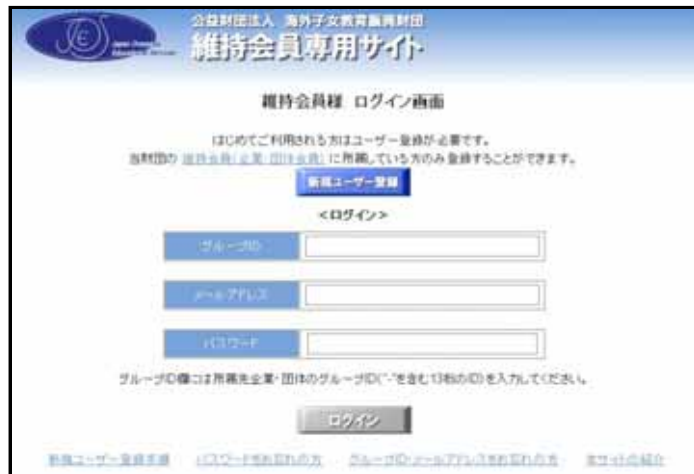 公益財団法人 海外子女教育振興財団
JOES
維持会員専用サイト
維持会員様 ログイン画面
はじめてご利用される方はユーザー登録が必要です。
当財団の 維持会員(企業・団体会員) に所属している方のみ登録することができます。
新規ユーザー登録
<ログイン>
グループID
メールアドレス
パスワード
グループID欄には所属先企業・団体のグループID("-"を含む13桁のID)を入力してください。
ログイン
新規ユーザー登録手順 パスワードをお忘れの方 グループID・メールアドレスをお忘れの方 本サイトの紹介